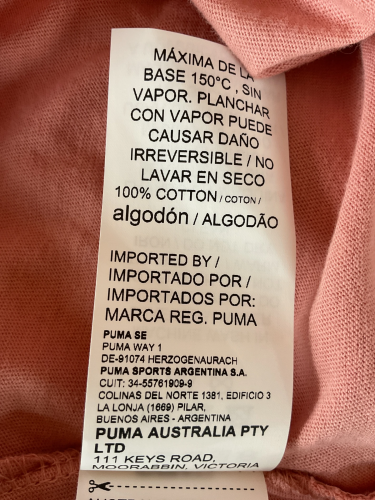 MÁXIMA DE LA
BASE 150°C , SIN
VAPOR. PLANCHAR
CON VAPOR PUEDE
CAUSAR DAÑO
IRREVERSIBLE / NO
LAVAR EN SECO
100% COTTON / COTON /
algodón / ALGODÃO
IMPORTED BY /
IMPORTADO POR /
IMPORTADOS POR:
MARCA REG. PUMA
PUMA SE
PUMA WAY 1
DE-91074 HERZOGENAURACH
PUMA SPORTS ARGENTINA S.A.
CUIT: 34-55761909-9
COLINAS DEL NORTE 1381, EDIFICIO 3
LA LONJA (1669) PILAR,
BUENOS AIRES - ARGENTINA
PUMA AUSTRALIA PTY
LTD
111 KEYS ROAD,
MOORABBIN, VICTORIA